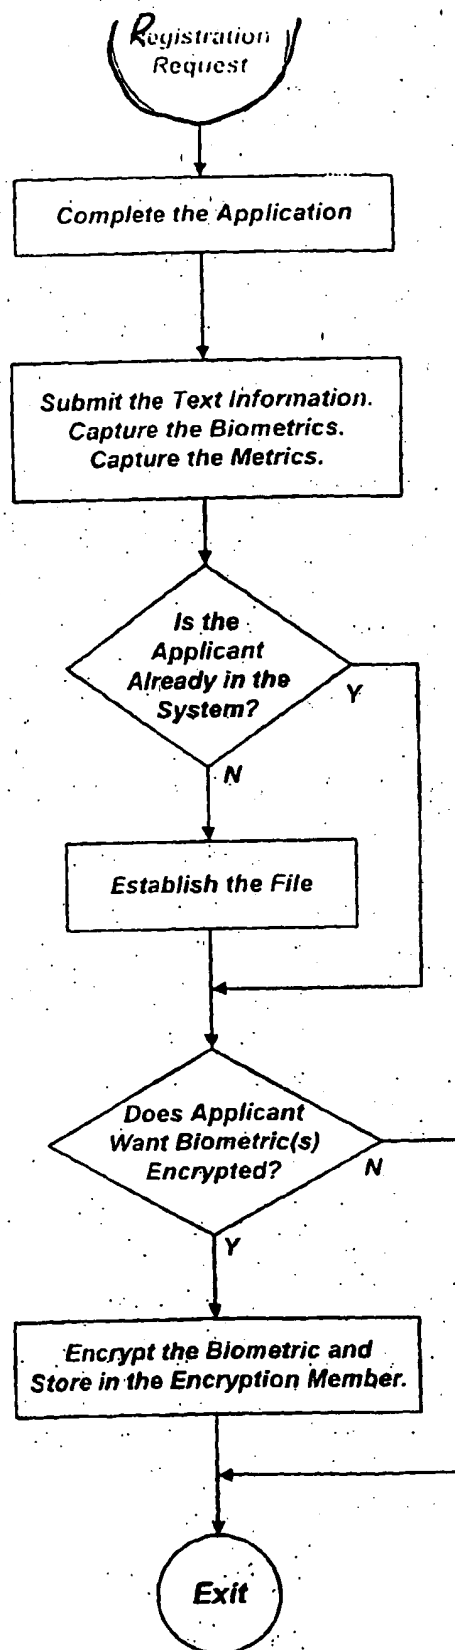 Registration
Request
Complete the Application
Submit the Text Information.
Capture the Biometrics.
Capture the Metrics.
Is the
Applicant
Already in the
System?
Y
N
Establish the File
Does Applicant
Want Biometric(s)
Encrypted?
N
Y
Encrypt the Biometric and
Store in the Encryption Member.
Exit